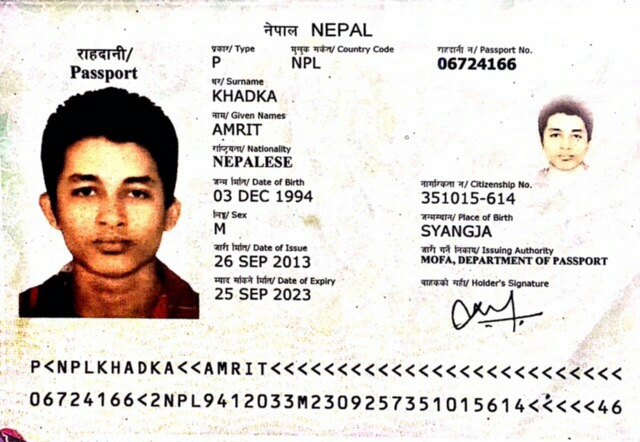 नेपाल NEPAL
राहदानी/
Passport
प्रकार/ Type
P
मूलुक संकेत/ Country Code
NPL
राहदानी नं/ Passport No.
06724166
थर/ Surname
KHADKA
नाम/ Given Names
AMRIT
राष्ट्रियता/ Nationality
NEPALESE
जन्म मिति/ Date of Birth
03 DEC 1994
नागरिकता नं/ Citizenship No.
351015-614
लिङ्ग/ Sex
M
जन्मस्थान/ Place of Birth
SYANGJA
जारी मिति/ Date of Issue
26 SEP 2013
जारी गर्ने निकाय/ Issuing Authority
MOFA, DEPARTMENT OF PASSPORT
म्याद सकिने मिति/ Date of Expiry
25 SEP 2023
वाहकको सही/ Holder's Signature
P<NPLKHADKA<<AMRIT<<<<<<<<<<<<<<<<<<<<<<<<<<
06724166<2NPL9412033M2309257351015614<<<<<46